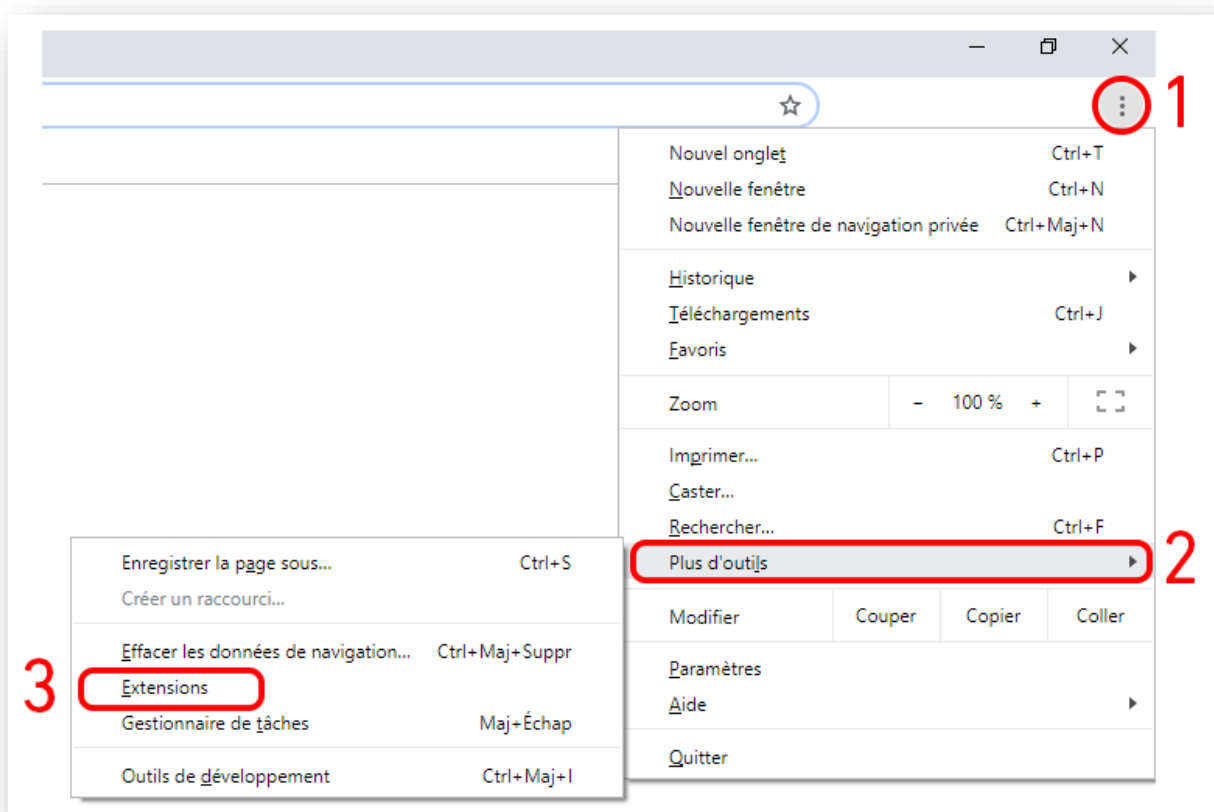 1
Nouvel onglet Ctrl+T
Nouvelle fenêtre Ctrl+N
Nouvelle fenêtre de navigation privée Ctrl+Maj+N
Historique
Téléchargements Ctrl+J
Favoris
Zoom - 100 % +
Imprimer... Ctrl+P
Caster...
Rechercher... Ctrl+F
Plus d'outils 2
Modifier Couper Copier Coller
Paramètres
Aide
Quitter
Enregistrer la page sous... Ctrl+S
Créer un raccourci...
Effacer les données de navigation... Ctrl+Maj+Suppr
3 Extensions
Gestionnaire de tâches Maj+Échap
Outils de développement Ctrl+Maj+I